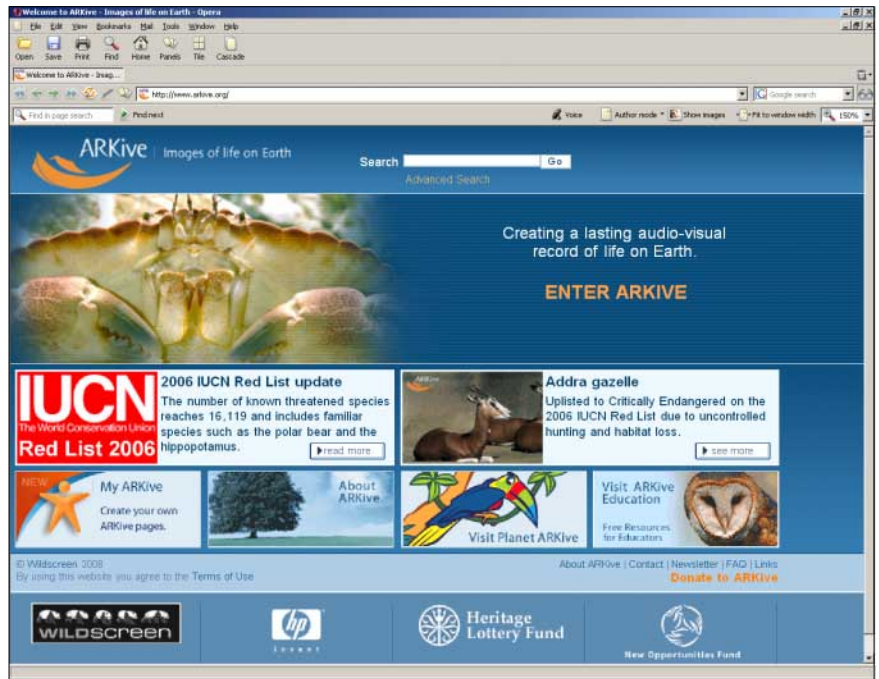 Welcome to ARKive - Images of life on Earth - Opera
File Edit View Bookmarks Mail Tools Window Help
Open Save Print Find Home Panels Tile Cascade
Welcome to ARKive - Imag...
http://www.arkive.org/
Google search
Find in page search
Find next
Voice
Author mode
Show images
Fit to window width
150%
ARKive
Images of life on Earth
Search
Go
Advanced Search
Creating a lasting audio-visual
record of life on Earth.
ENTER ARKIVE
IUCN
The World Conservation Union
Red List 2006
2006 IUCN Red List update
The number of known threatened species
reaches 16,119 and includes familiar
species such as the polar bear and the
hippopotamus.
read more
ARKive
Addra gazelle
Uplisted to Critically Endangered on the
2006 IUCN Red List due to uncontrolled
hunting and habitat loss.
see more
NEW
My ARKive
Create your own
ARKive pages.
About
ARKive
Visit Planet ARKive
Visit ARKive
Education
Free Resources
for Educators
© Wildscreen 2008
By using this website you agree to the Terms of Use
About ARKive | Contact | Newsletter | FAQ | Links
Donate to ARKive
WILDSCREEN
hp
invent
Heritage
Lottery Fund
New Opportunities Fund